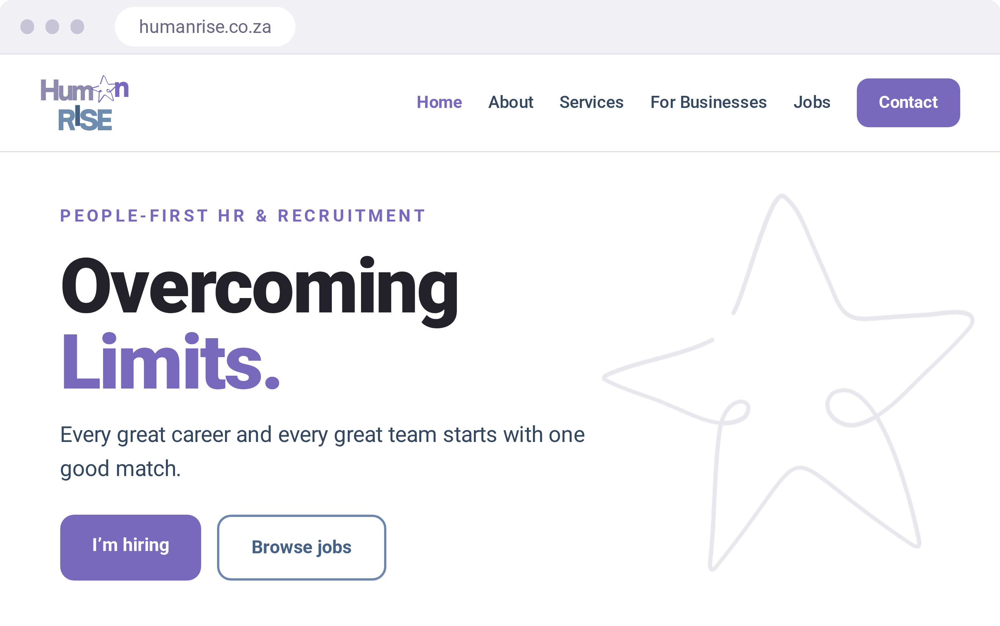 humanrise.co.za
Hum n
RISE
Home About Services For Businesses Jobs Contact
PEOPLE-FIRST HR & RECRUITMENT
Overcoming
Limits.
Every great career and every great team starts with one
good match.
I’m hiring Browse jobs